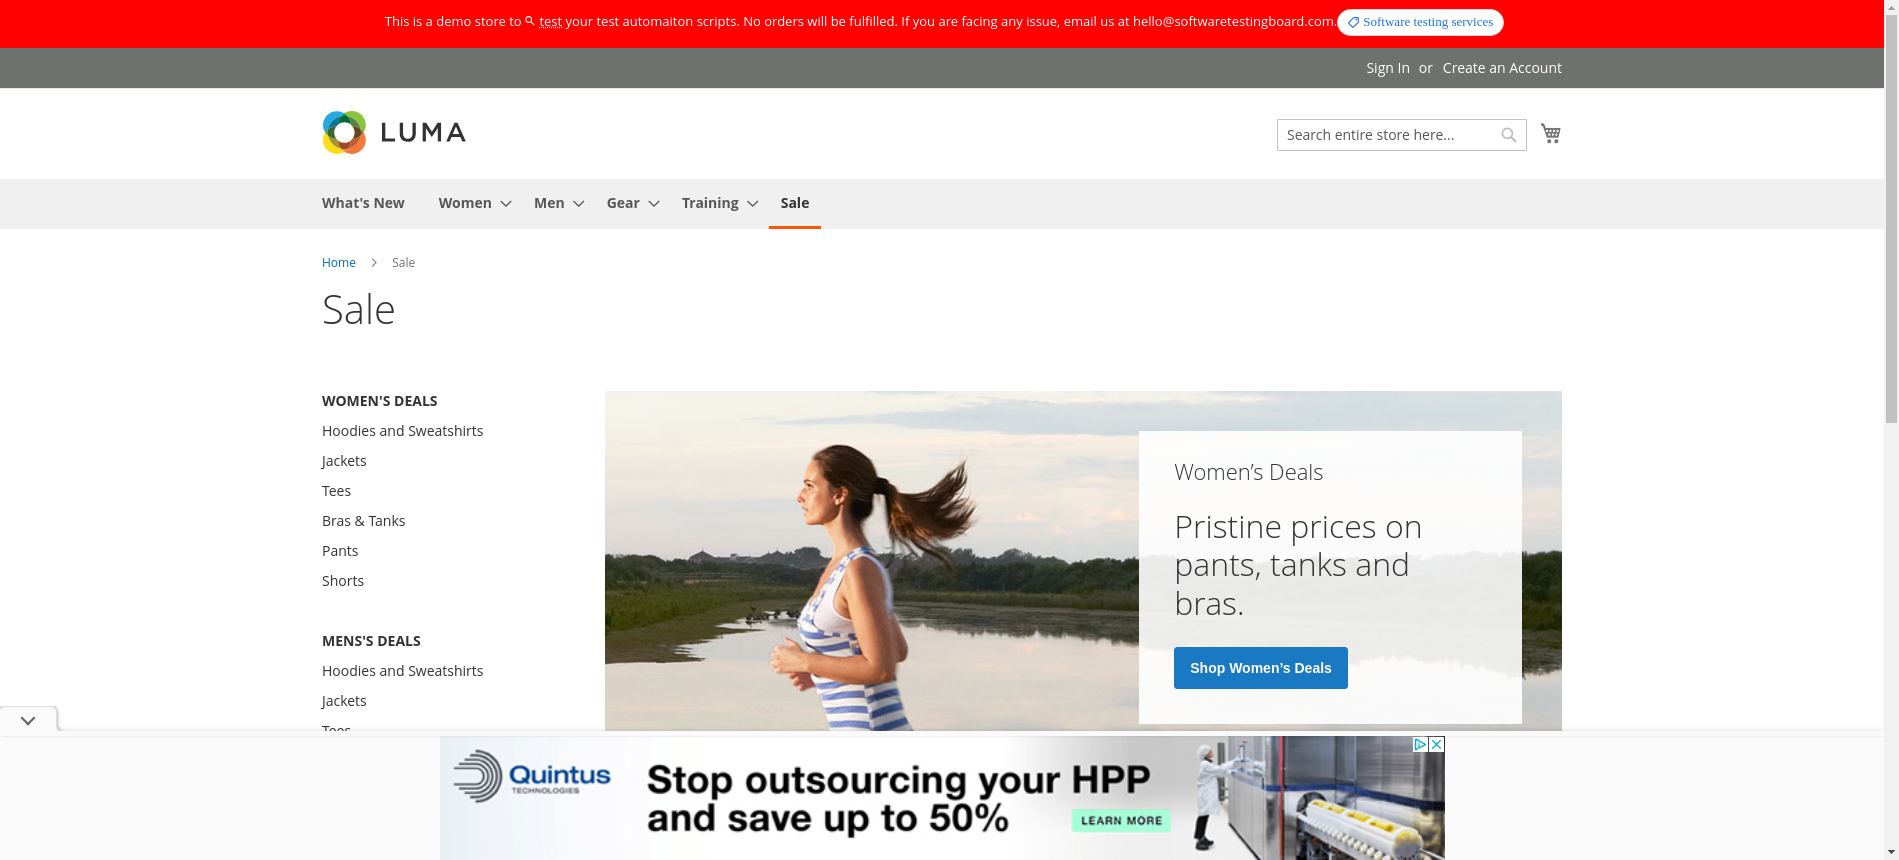 This is a demo store to test your test automaiton scripts. No orders will be fulfilled. If you are facing any issue, email us at hello@softwaretestingboard.com. Software testing services
Sign In or Create an Account
LUMA
Search entire store here...
What's New Women Men Gear Training Sale
Home Sale
Sale
WOMEN'S DEALS
Hoodies and Sweatshirts
Jackets
Tees
Bras & Tanks
Pants
Shorts
MENS'S DEALS
Hoodies and Sweatshirts
Jackets
Tees
Women’s Deals
Pristine prices on
pants, tanks and
bras.
Shop Women’s Deals
Quintus
TECHNOLOGIES
Stop outsourcing your HPP
and save up to 50%
LEARN MORE